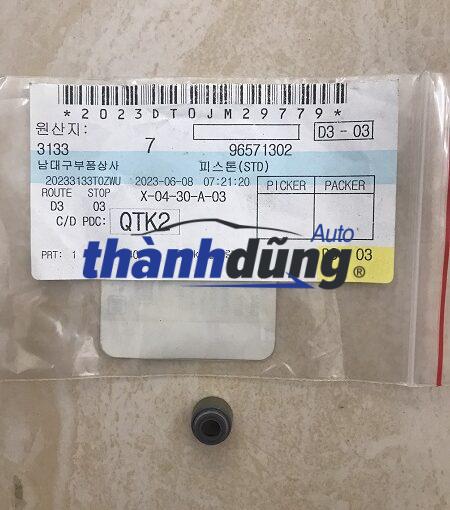 *2023DT0JM29779*
원산지:
D3-03
3133 7 96571302
남대구부품상사 피스톤(STD)
20233133T0ZWU 2023-06-08 07:21:20
PICKER PACKER
ROUTE STOP X-04-30-A-03
D3 03
C/D PDC: QTK2
Auto
thànhdũng®
PRT: 1
03